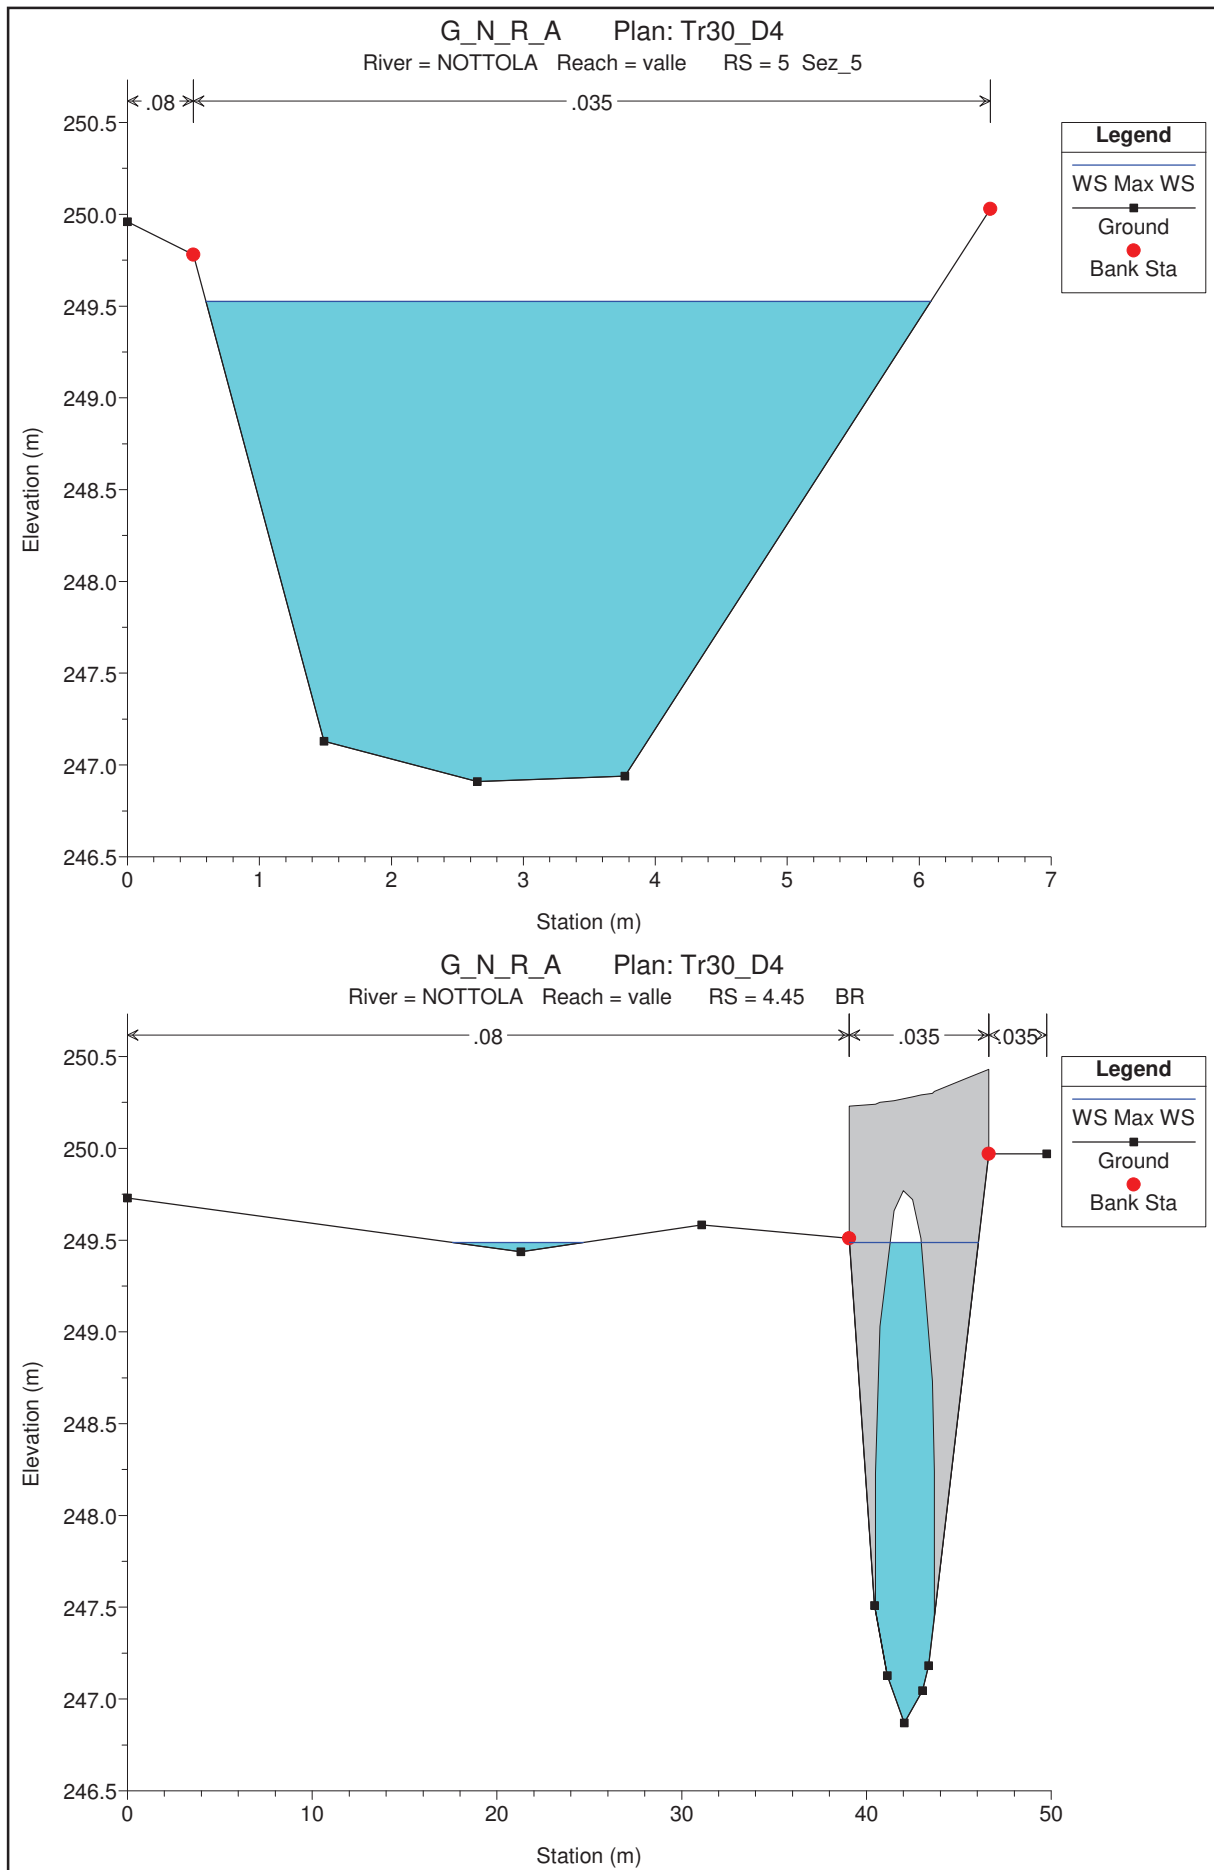 G_N_R_A Plan: Tr30_D4
River = NOTTOLA Reach = valle RS = 5 Sez_5
.08 .035
250.5
250.0
249.5
249.0
248.5
248.0
247.5
247.0
246.5
Elevation (m)
0 1 2 3 4 5 6 7
Station (m)
Legend
WS Max WS
Ground
Bank Sta
G_N_R_A Plan: Tr30_D4
River = NOTTOLA Reach = valle RS = 4.45 BR
.08 .035 .035
250.5
250.0
249.5
249.0
248.5
248.0
247.5
247.0
246.5
Elevation (m)
0 10 20 30 40 50
Station (m)
Legend
WS Max WS
Ground
Bank Sta